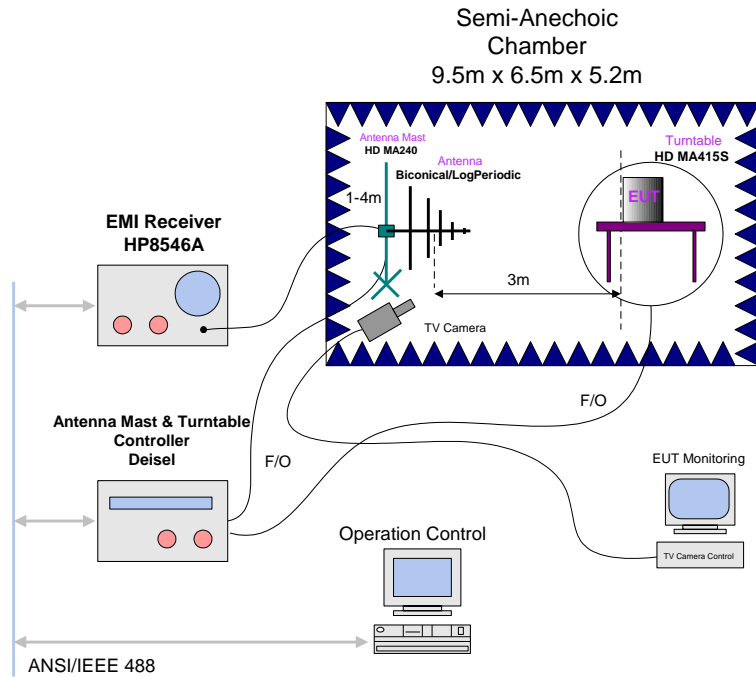 Semi-Anechoic
Chamber
9.5m x 6.5m x 5.2m
Antenna Mast
HD MA240
Antenna
Biconical/LogPeriodic
Turntable
HD MA415S
1-4m
EUT
EMI Receiver
HP8546A
3m
TV Camera
F/O
Antenna Mast & Turntable
Controller
Deisel
F/O
EUT Monitoring
TV Camera Control
Operation Control
ANSI/IEEE 488